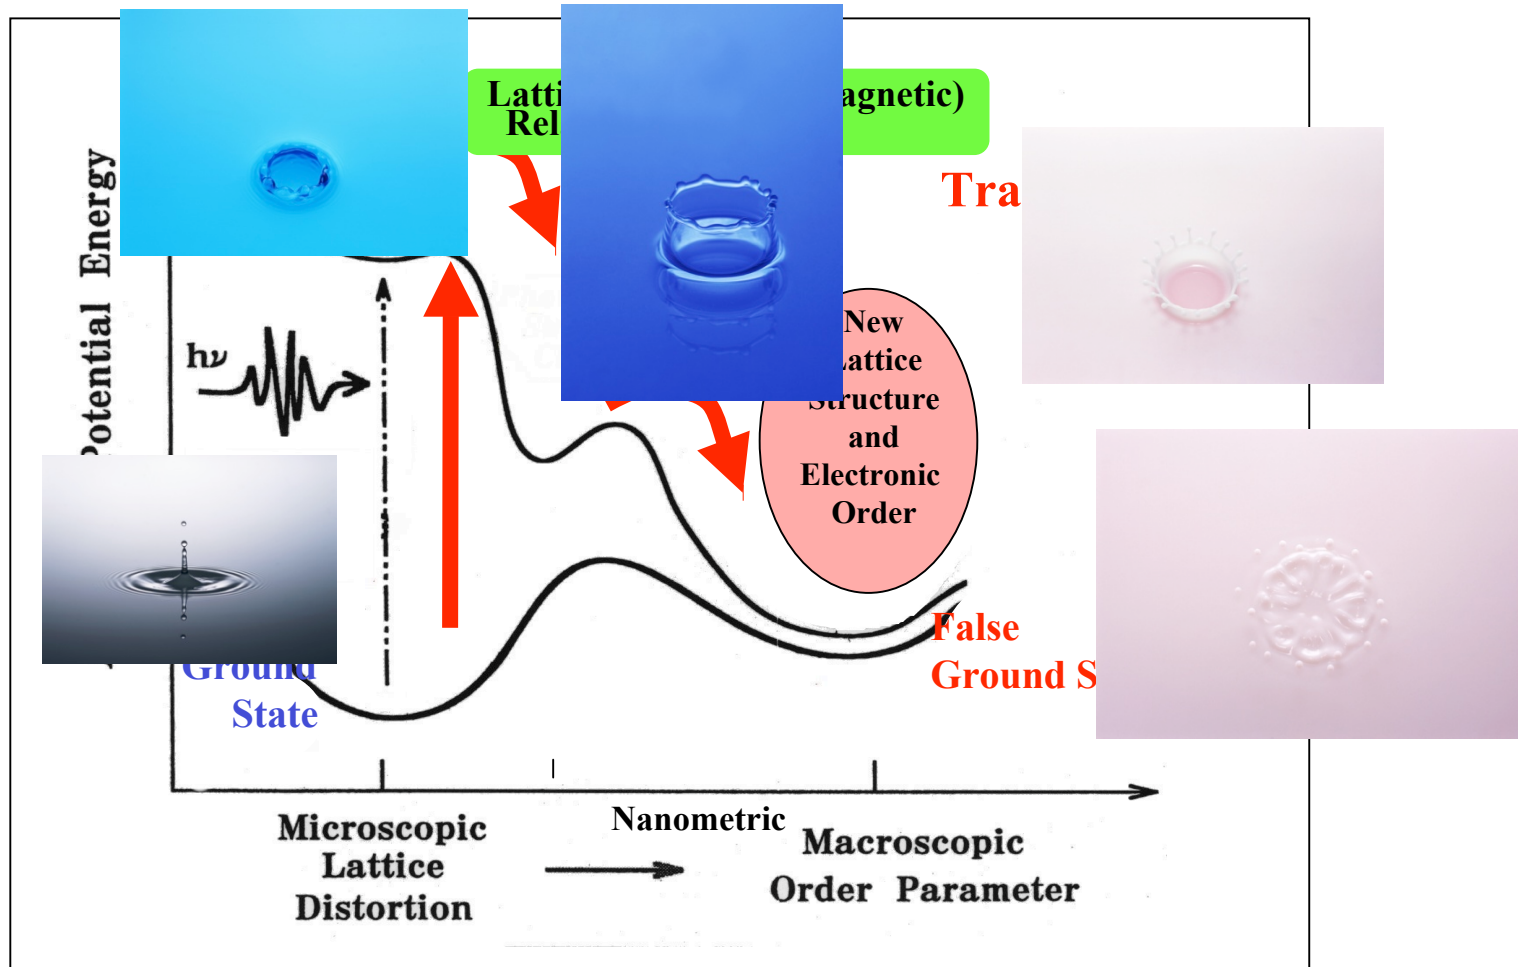 Latti agnetic)
Rel
Tra
Potential Energy
hν
New
Lattice
Structure
and
Electronic
Order
False
Ground S
Ground
State
Nanometric
Microscopic
Lattice
Distortion
Macroscopic
Order Parameter